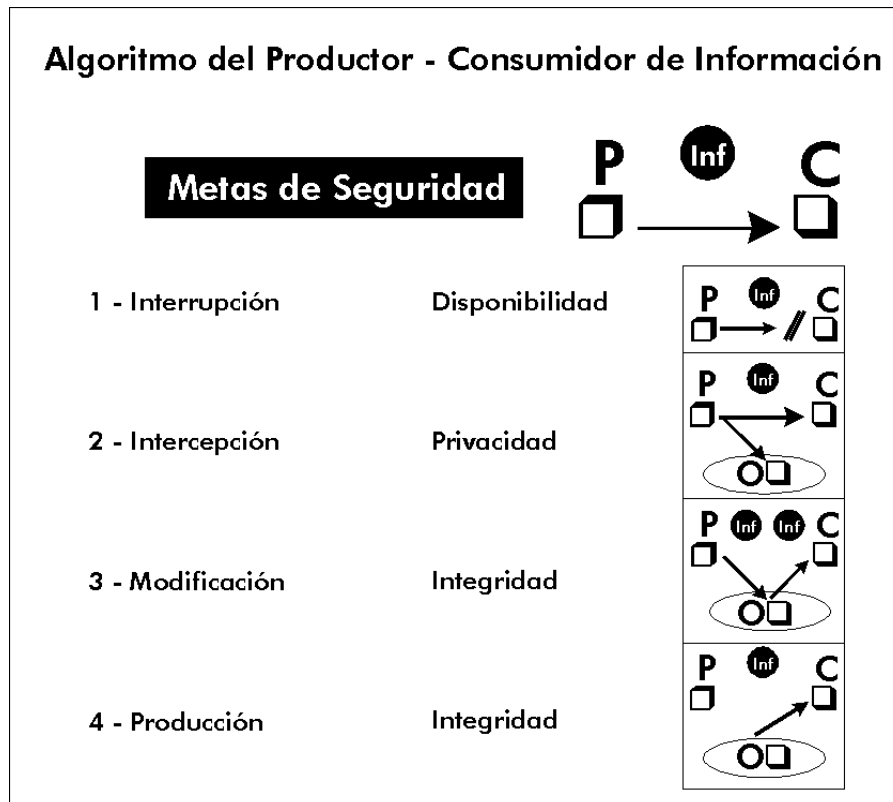 Algoritmo del Productor - Consumidor de Información
P Inf C
Metas de Seguridad
1 - Interrupción Disponibilidad
P Inf C
2 - Intercepción Privacidad
P Inf C
O
3 - Modificación Integridad
P Inf Inf C
O
4 - Producción Integridad
P Inf C
O